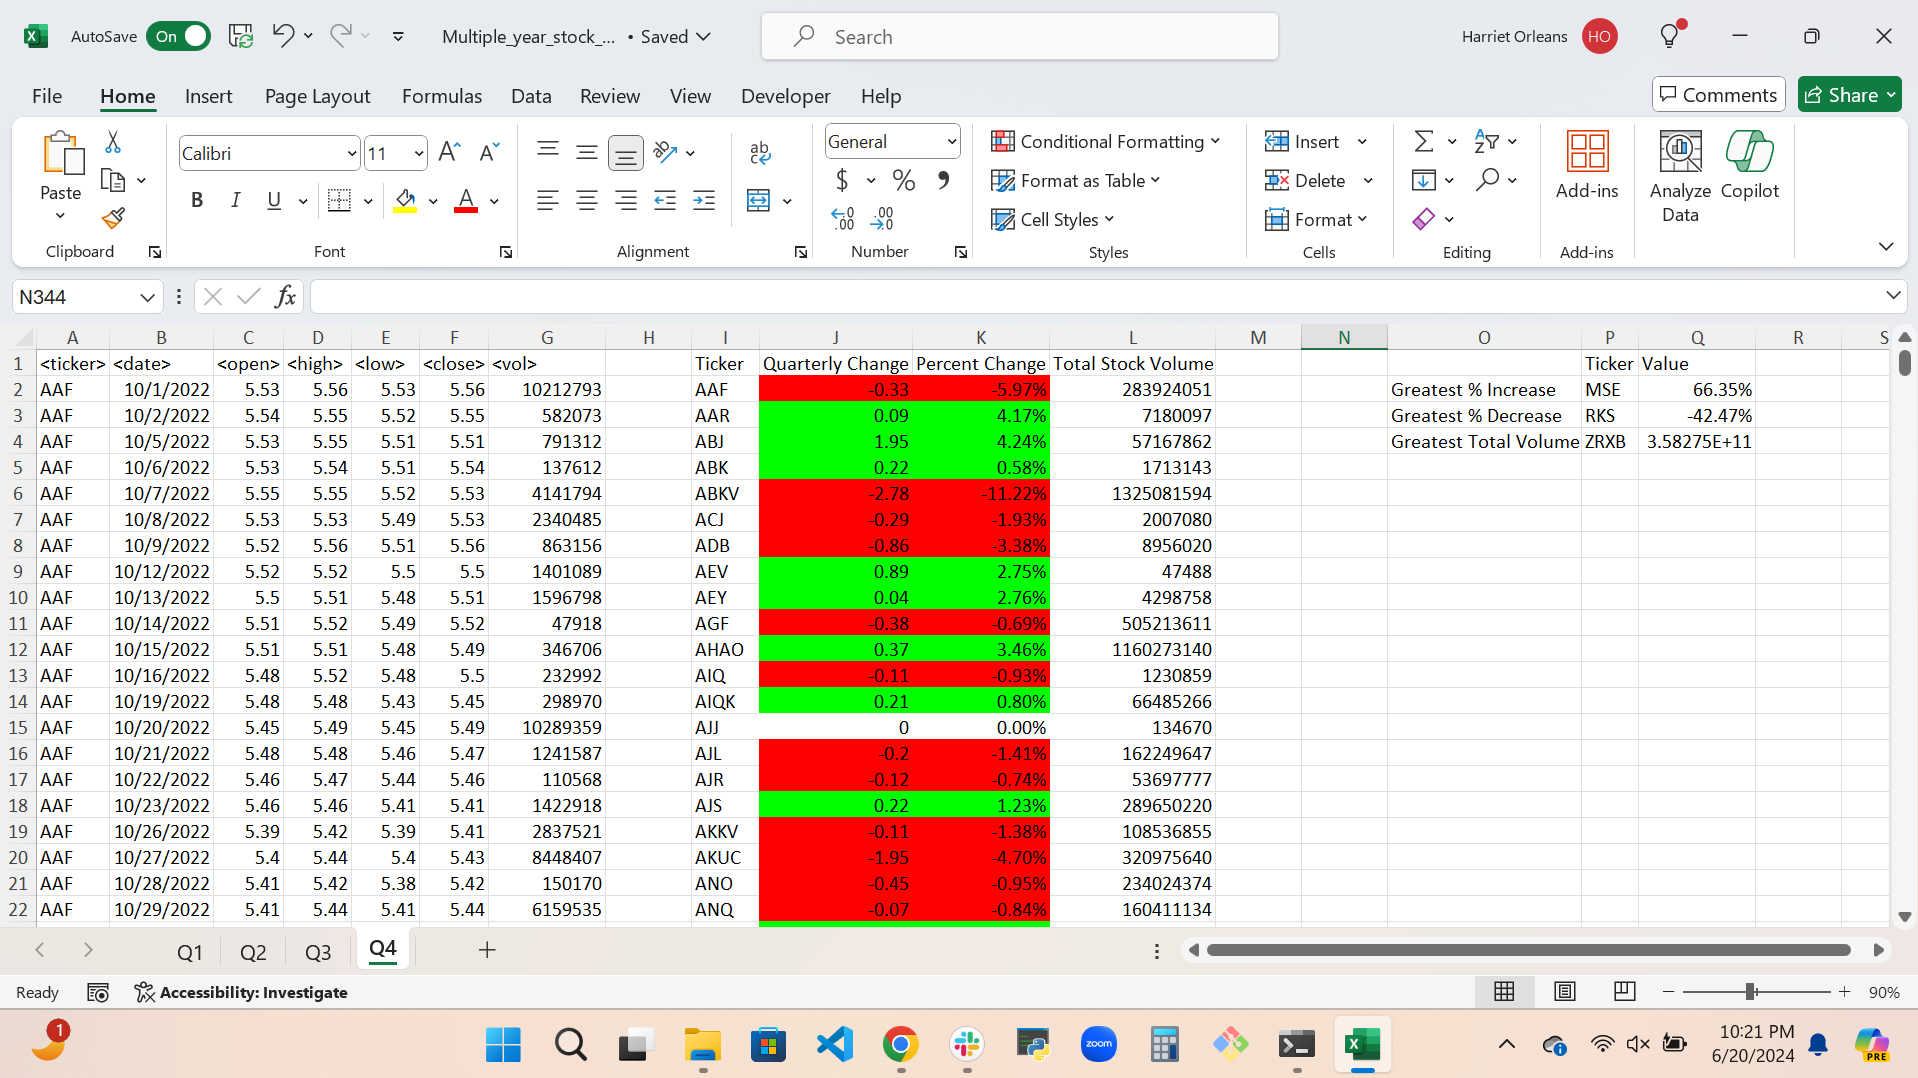 AutoSave On Multiple_year_stock_... • Saved Search Harriet Orleans HO
File Home Insert Page Layout Formulas Data Review View Developer Help Comments Share
Paste Calibri 11 General Conditional Formatting Insert Add-ins Analyze Data Copilot
B I U A $ % Format as Table Delete
Cell Styles Format
Clipboard Font Alignment Number Styles Cells Editing Add-ins
N344 fx
A B C D E F G H I J K L M N O P Q R S
1 <ticker> <date> <open> <high> <low> <close> <vol> Ticker Quarterly Change Percent Change Total Stock Volume Ticker Value
2 AAF 10/1/2022 5.53 5.56 5.53 5.56 10212793 AAF -0.33 -5.97% 283924051 Greatest % Increase MSE 66.35%
3 AAF 10/2/2022 5.54 5.55 5.52 5.55 582073 AAR 0.09 4.17% 7180097 Greatest % Decrease RKS -42.47%
4 AAF 10/5/2022 5.53 5.55 5.51 5.51 791312 ABJ 1.95 4.24% 57167862 Greatest Total Volume ZRXB 3.58275E+11
5 AAF 10/6/2022 5.53 5.54 5.51 5.54 137612 ABK 0.22 0.58% 1713143
6 AAF 10/7/2022 5.55 5.55 5.52 5.53 4141794 ABKV -2.78 -11.22% 1325081594
7 AAF 10/8/2022 5.53 5.53 5.49 5.53 2340485 ACJ -0.29 -1.93% 2007080
8 AAF 10/9/2022 5.52 5.56 5.51 5.56 863156 ADB -0.86 -3.38% 8956020
9 AAF 10/12/2022 5.52 5.52 5.5 5.5 1401089 AEV 0.89 2.75% 47488
10 AAF 10/13/2022 5.5 5.51 5.48 5.51 1596798 AEY 0.04 2.76% 4298758
11 AAF 10/14/2022 5.51 5.52 5.49 5.52 47918 AGF -0.38 -0.69% 505213611
12 AAF 10/15/2022 5.51 5.51 5.48 5.49 346706 AHAO 0.37 3.46% 1160273140
13 AAF 10/16/2022 5.48 5.52 5.48 5.5 232992 AIQ -0.11 -0.93% 1230859
14 AAF 10/19/2022 5.48 5.48 5.43 5.45 298970 AIQK 0.21 0.80% 66485266
15 AAF 10/20/2022 5.45 5.49 5.45 5.49 10289359 AJJ 0 0.00% 134670
16 AAF 10/21/2022 5.48 5.48 5.46 5.47 1241587 AJL -0.2 -1.41% 162249647
17 AAF 10/22/2022 5.46 5.47 5.44 5.46 110568 AJR -0.12 -0.74% 53697777
18 AAF 10/23/2022 5.46 5.46 5.41 5.41 1422918 AJS 0.22 1.23% 289650220
19 AAF 10/26/2022 5.39 5.42 5.39 5.41 2837521 AKKV -0.11 -1.38% 108536855
20 AAF 10/27/2022 5.4 5.44 5.4 5.43 8448407 AKUC -1.95 -4.70% 320975640
21 AAF 10/28/2022 5.41 5.42 5.38 5.42 150170 ANO -0.45 -0.95% 234024374
22 AAF 10/29/2022 5.41 5.44 5.41 5.44 6159535 ANQ -0.07 -0.84% 160411134
Q1 Q2 Q3 Q4
Ready Accessibility: Investigate 90%
1 zoom 10:21 PM
6/20/2024 PRE